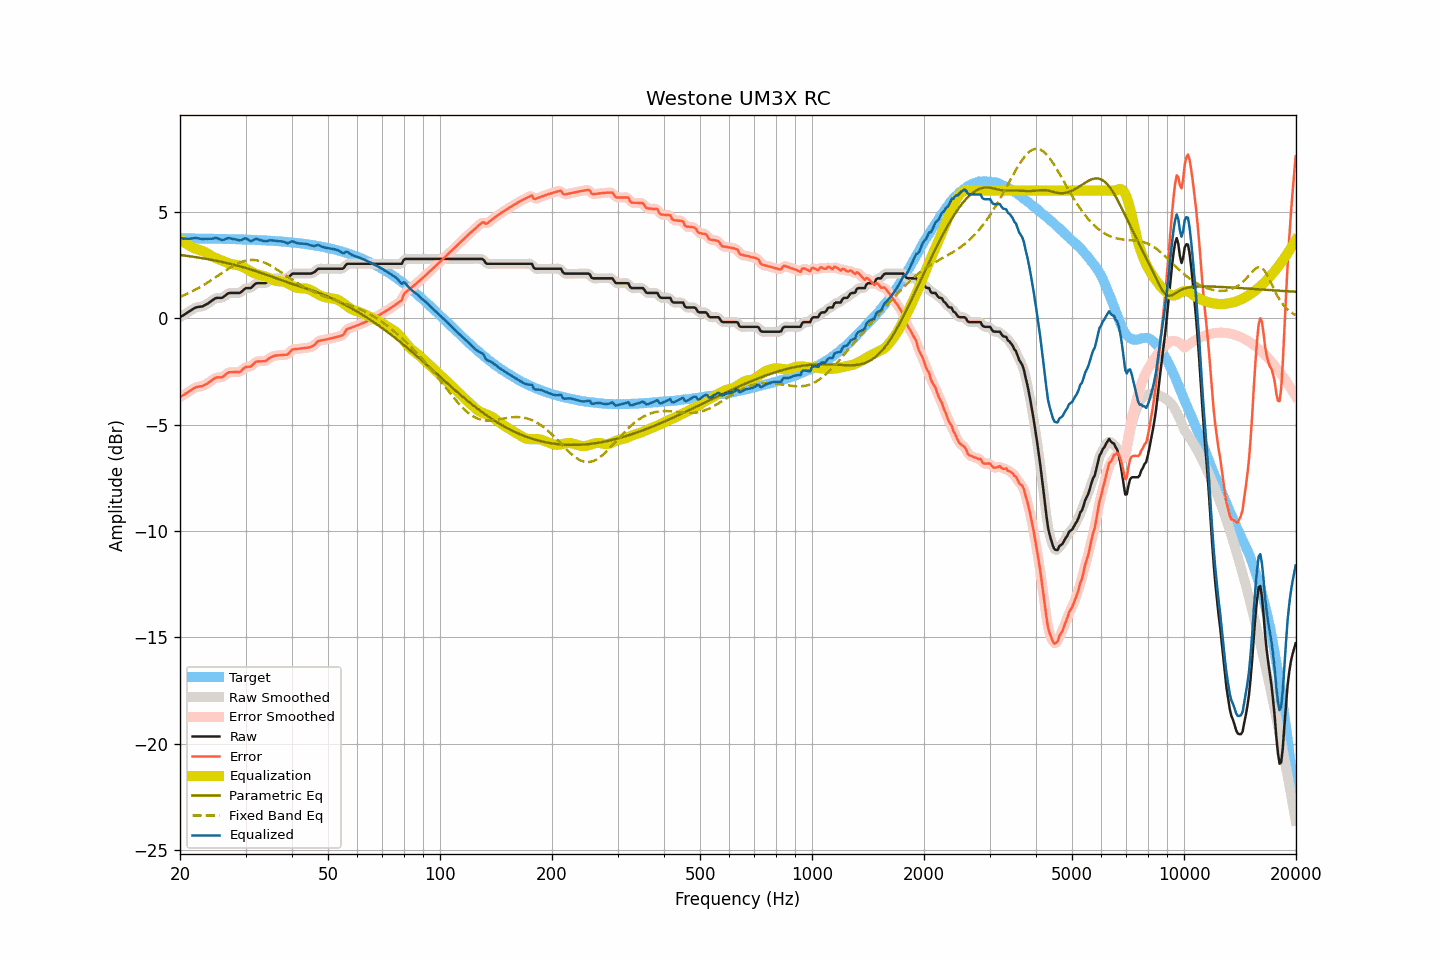 Westone UM3X RC
5
0
−5
−10
−15
−20
−25
Amplitude (dBr)
Target
Raw Smoothed
Error Smoothed
Raw
Error
Equalization
Parametric Eq
Fixed Band Eq
Equalized
20 50 100 200 500 1000 2000 5000 10000 20000
Frequency (Hz)